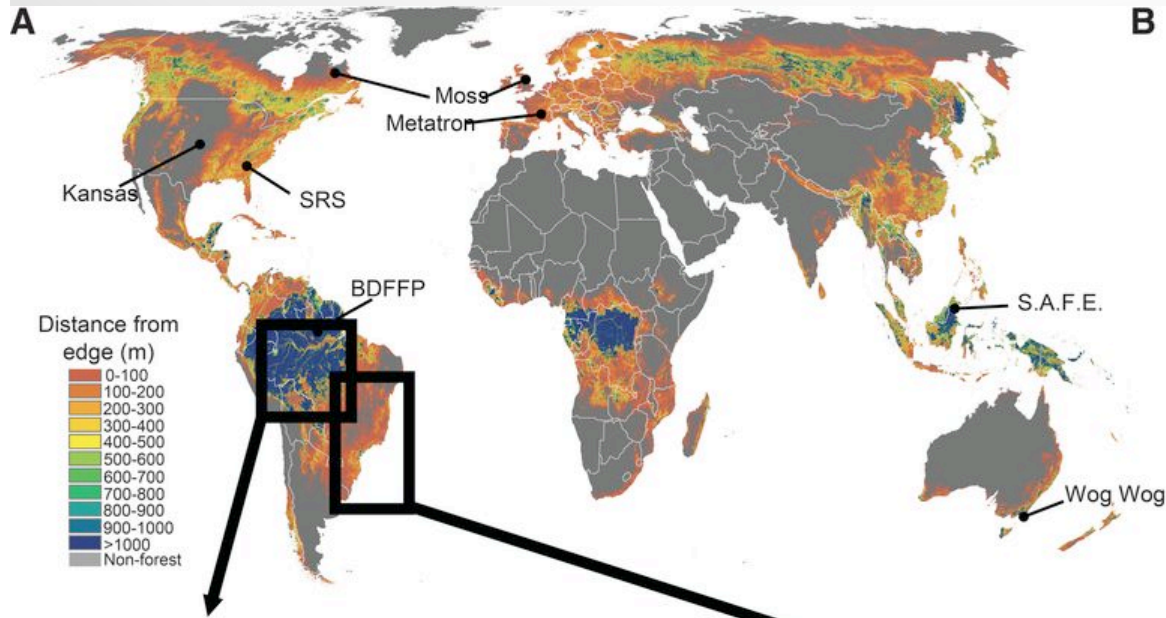 A
B
Moss
Metatron
Kansas
SRS
BDFFP
S.A.F.E.
Distance from
edge (m)
0-100
100-200
200-300
300-400
400-500
500-600
600-700
700-800
800-900
900-1000
>1000
Non-forest
Wog Wog